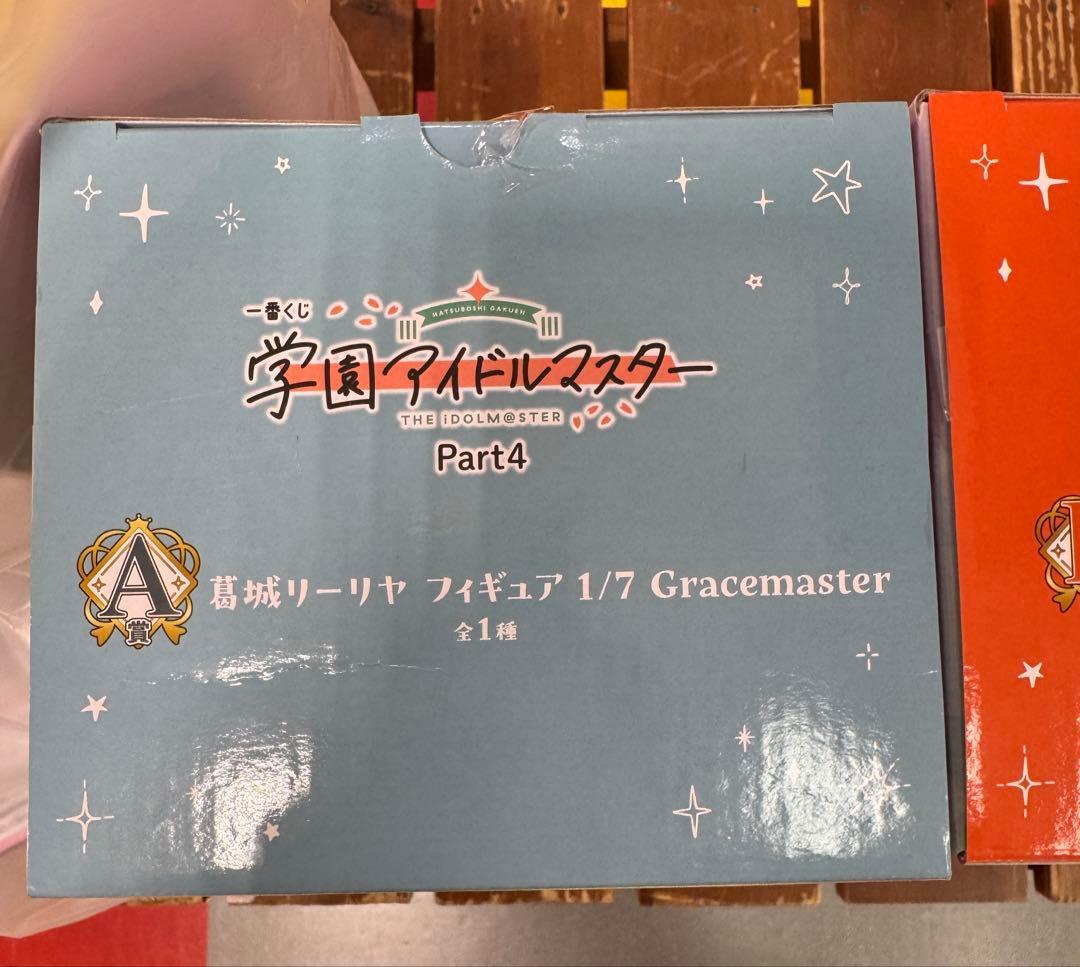 一番くじ
HATSUBOSHI GAKUEN
学園アイドルマスター
THE iDOLM@STER
Part4
A賞
葛城リーリヤ フィギュア 1/7 Gracemaster
全1種